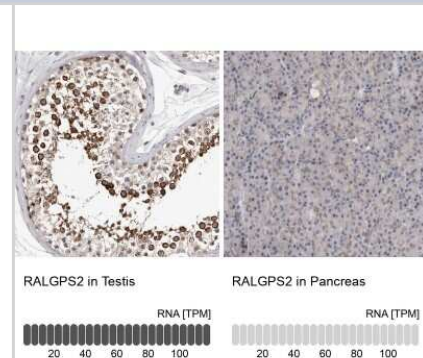 RALGPS2 in Testis
RALGPS2 in Pancreas
RNA [TPM]
RNA [TPM]
20 40 60 80 100
20 40 60 80 100